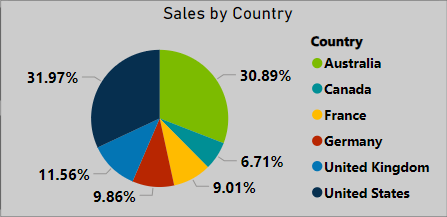 Sales by Country
31.97%
30.89%
6.71%
9.01%
9.86%
11.56%
Country
Australia
Canada
France
Germany
United Kingdom
United States